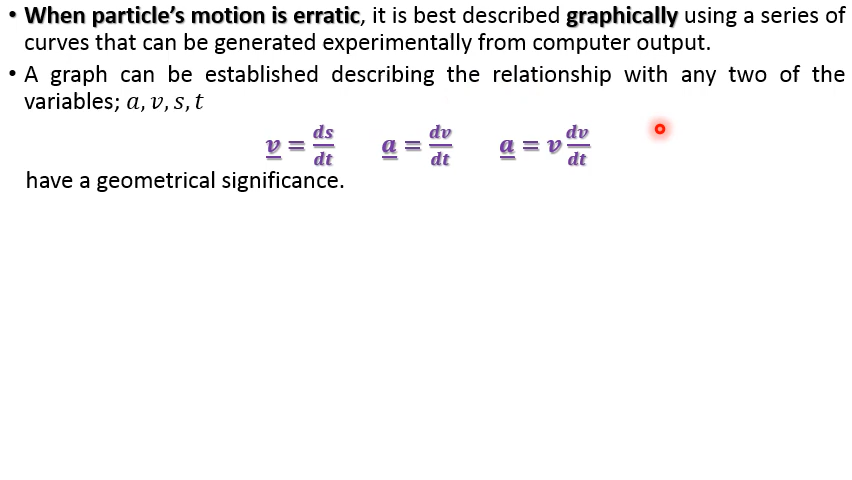 • When particle's motion is erratic, it is best described graphically using a series of
curves that can be generated experimentally from computer output.
• A graph can be established describing the relationship with any two of the
variables; a, v, s, t
v = ds/dt a = dv/dt a = v dv/dt
have a geometrical significance.